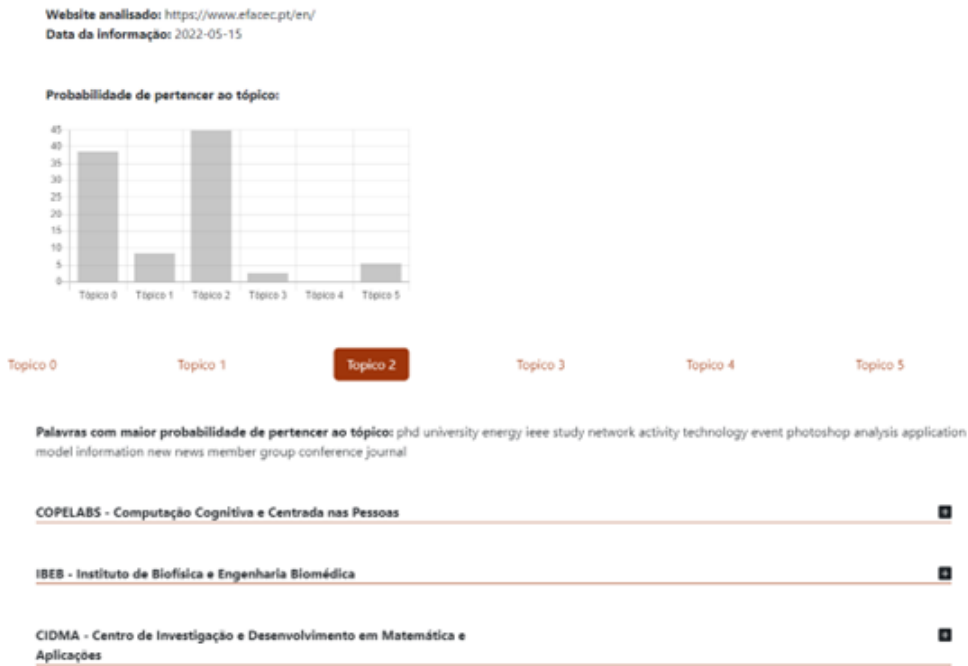 Website analisado: https://www.efacec.pt/en/
Data da informação: 2022-05-15
Probabilidade de pertencer ao tópico:
45
40
35
30
25
20
15
10
5
0
Tópico 0 Tópico 1 Tópico 2 Tópico 3 Tópico 4 Tópico 5
Topico 0 Topico 1 Topico 2 Topico 3 Topico 4 Topico 5
Palavras com maior probabilidade de pertencer ao tópico: phd university energy ieee study network activity technology event photoshop analysis application
model information new news member group conference journal
COPELABS - Computação Cognitiva e Centrada nas Pessoas
IBEB - Instituto de Biofísica e Engenharia Biomédica
CIDMA - Centro de Investigação e Desenvolvimento em Matemática e
Aplicações